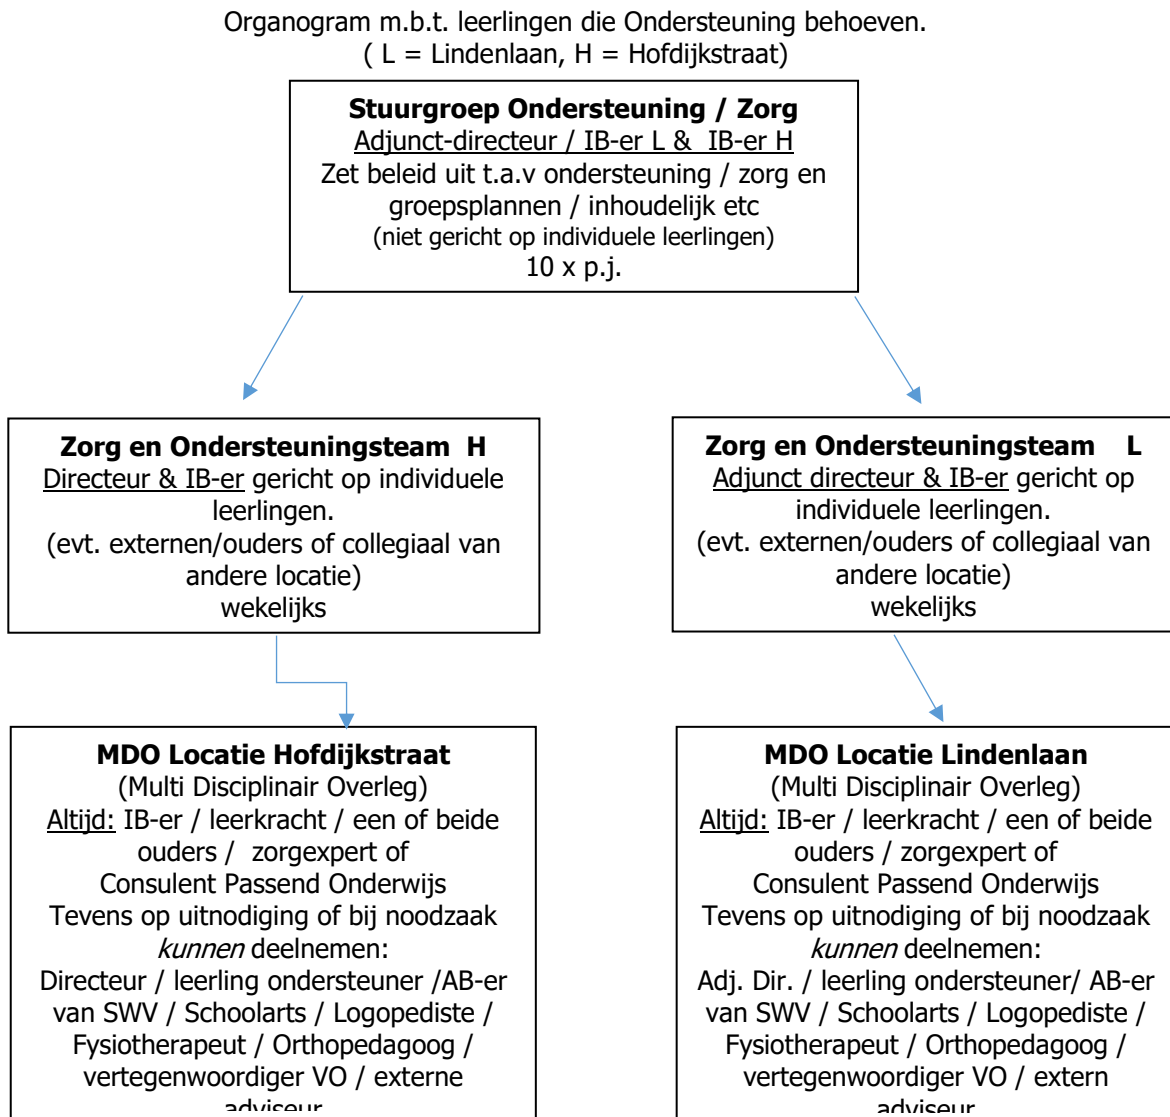 Organogram m.b.t. leerlingen die Ondersteuning behoeven.
( L = Lindenlaan, H = Hofdijkstraat)
Stuurgroep Ondersteuning / Zorg
Adjunct-directeur / IB-er L & IB-er H
Zet beleid uit t.a.v ondersteuning / zorg en
groepsplannen / inhoudelijk etc
(niet gericht op individuele leerlingen)
10 x p.j.
Zorg en Ondersteuningsteam H
Directeur & IB-er gericht op individuele
leerlingen.
(evt. externen/ouders of collegiaal van
andere locatie)
wekelijks
Zorg en Ondersteuningsteam L
Adjunct directeur & IB-er gericht op
individuele leerlingen.
(evt. externen/ouders of collegiaal van
andere locatie)
wekelijks
MDO Locatie Hofdijkstraat
(Multi Disciplinair Overleg)
Altijd: IB-er / leerkracht / een of beide
ouders / zorgexpert of
Consulent Passend Onderwijs
Tevens op uitnodiging of bij noodzaak
kunnen deelnemen:
Directeur / leerling ondersteuner /AB-er
van SWV / Schoolarts / Logopediste /
Fysiotherapeut / Orthopedagoog /
vertegenwoordiger VO / externe
adviseur
MDO Locatie Lindenlaan
(Multi Disciplinair Overleg)
Altijd: IB-er / leerkracht / een of beide
ouders / zorgexpert of
Consulent Passend Onderwijs
Tevens op uitnodiging of bij noodzaak
kunnen deelnemen:
Adj. Dir. / leerling ondersteuner/ AB-er
van SWV / Schoolarts / Logopediste /
Fysiotherapeut / Orthopedagoog /
vertegenwoordiger VO / extern
adviseur